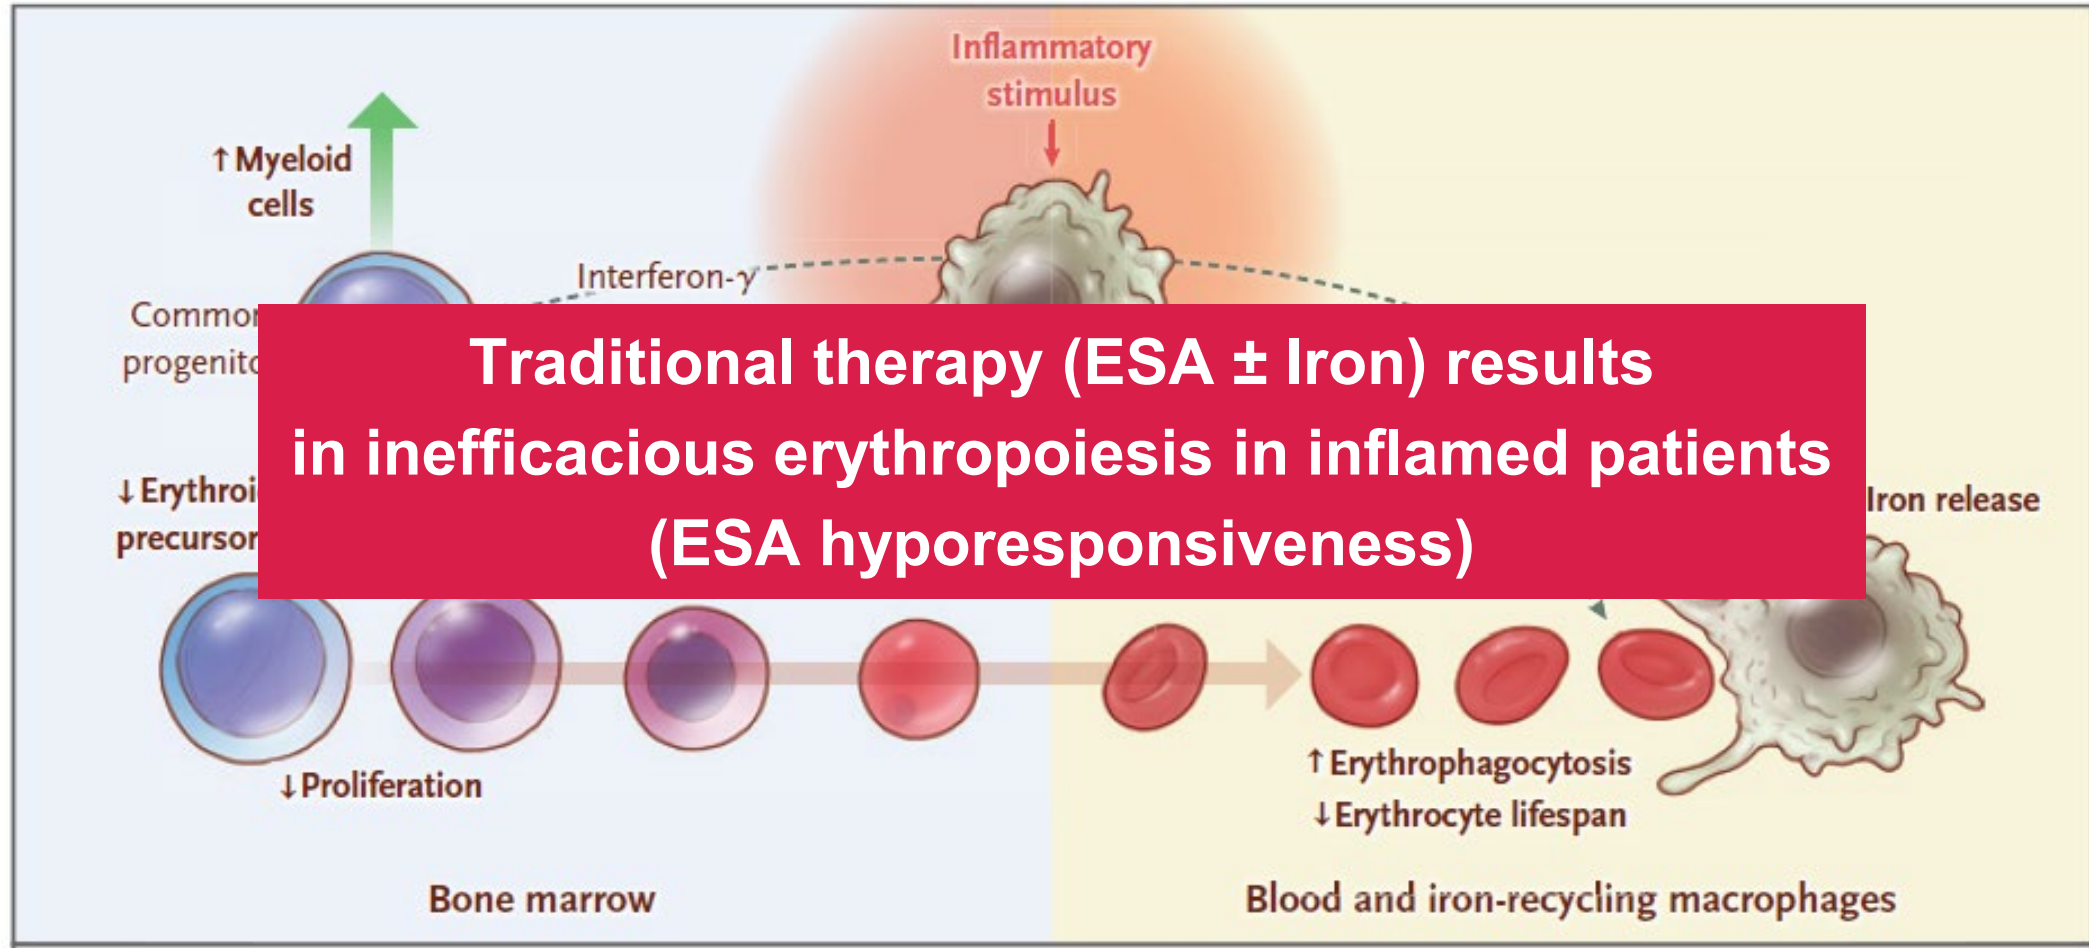 Inflammatory
stimulus
↑Myeloid
cells
Interferon-γ
Traditional therapy (ESA ± Iron) results
in inefficacious erythropoiesis in inflamed patients
(ESA hyporesponsiveness)
Iron release
↓Proliferation
↑Erythrophagocytosis
↓Erythrocyte lifespan
Bone marrow
Blood and iron-recycling macrophages